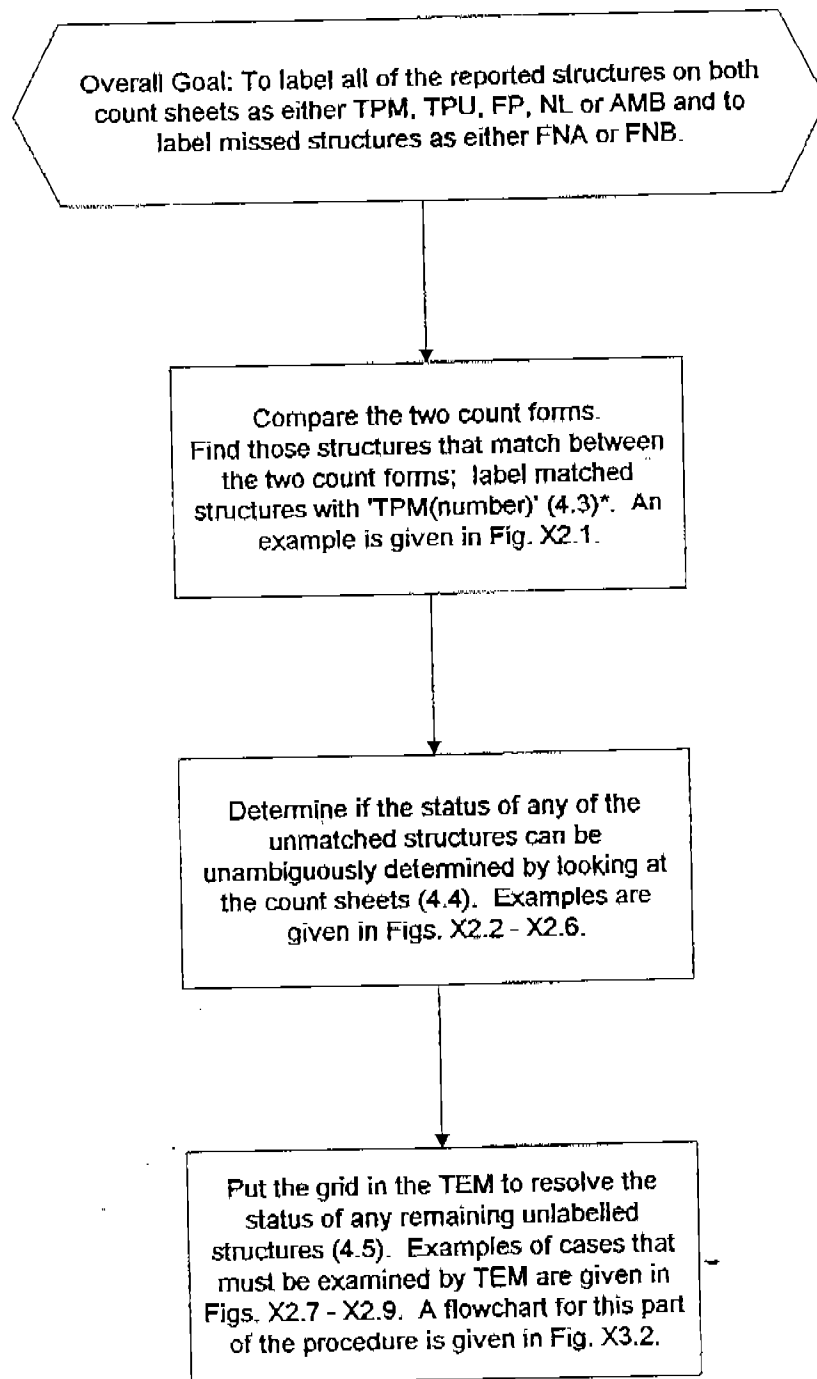 Overall Goal: To label all of the reported structures on both
count sheets as either TPM, TPU, FP, NL or AMB and to
label missed structures as either FNA or FNB.
Compare the two count forms.
Find those structures that match between
the two count forms; label matched
structures with 'TPM(number)' (4.3)*. An
example is given in Fig. X2.1.
Determine if the status of any of the
unmatched structures can be
unambiguously determined by looking at
the count sheets (4.4). Examples are
given in Figs. X2.2 - X2.6.
Put the grid in the TEM to resolve the
status of any remaining unlabelled
structures (4.5). Examples of cases that
must be examined by TEM are given in
Figs. X2.7 - X2.9. A flowchart for this part
of the procedure is given in Fig. X3.2.